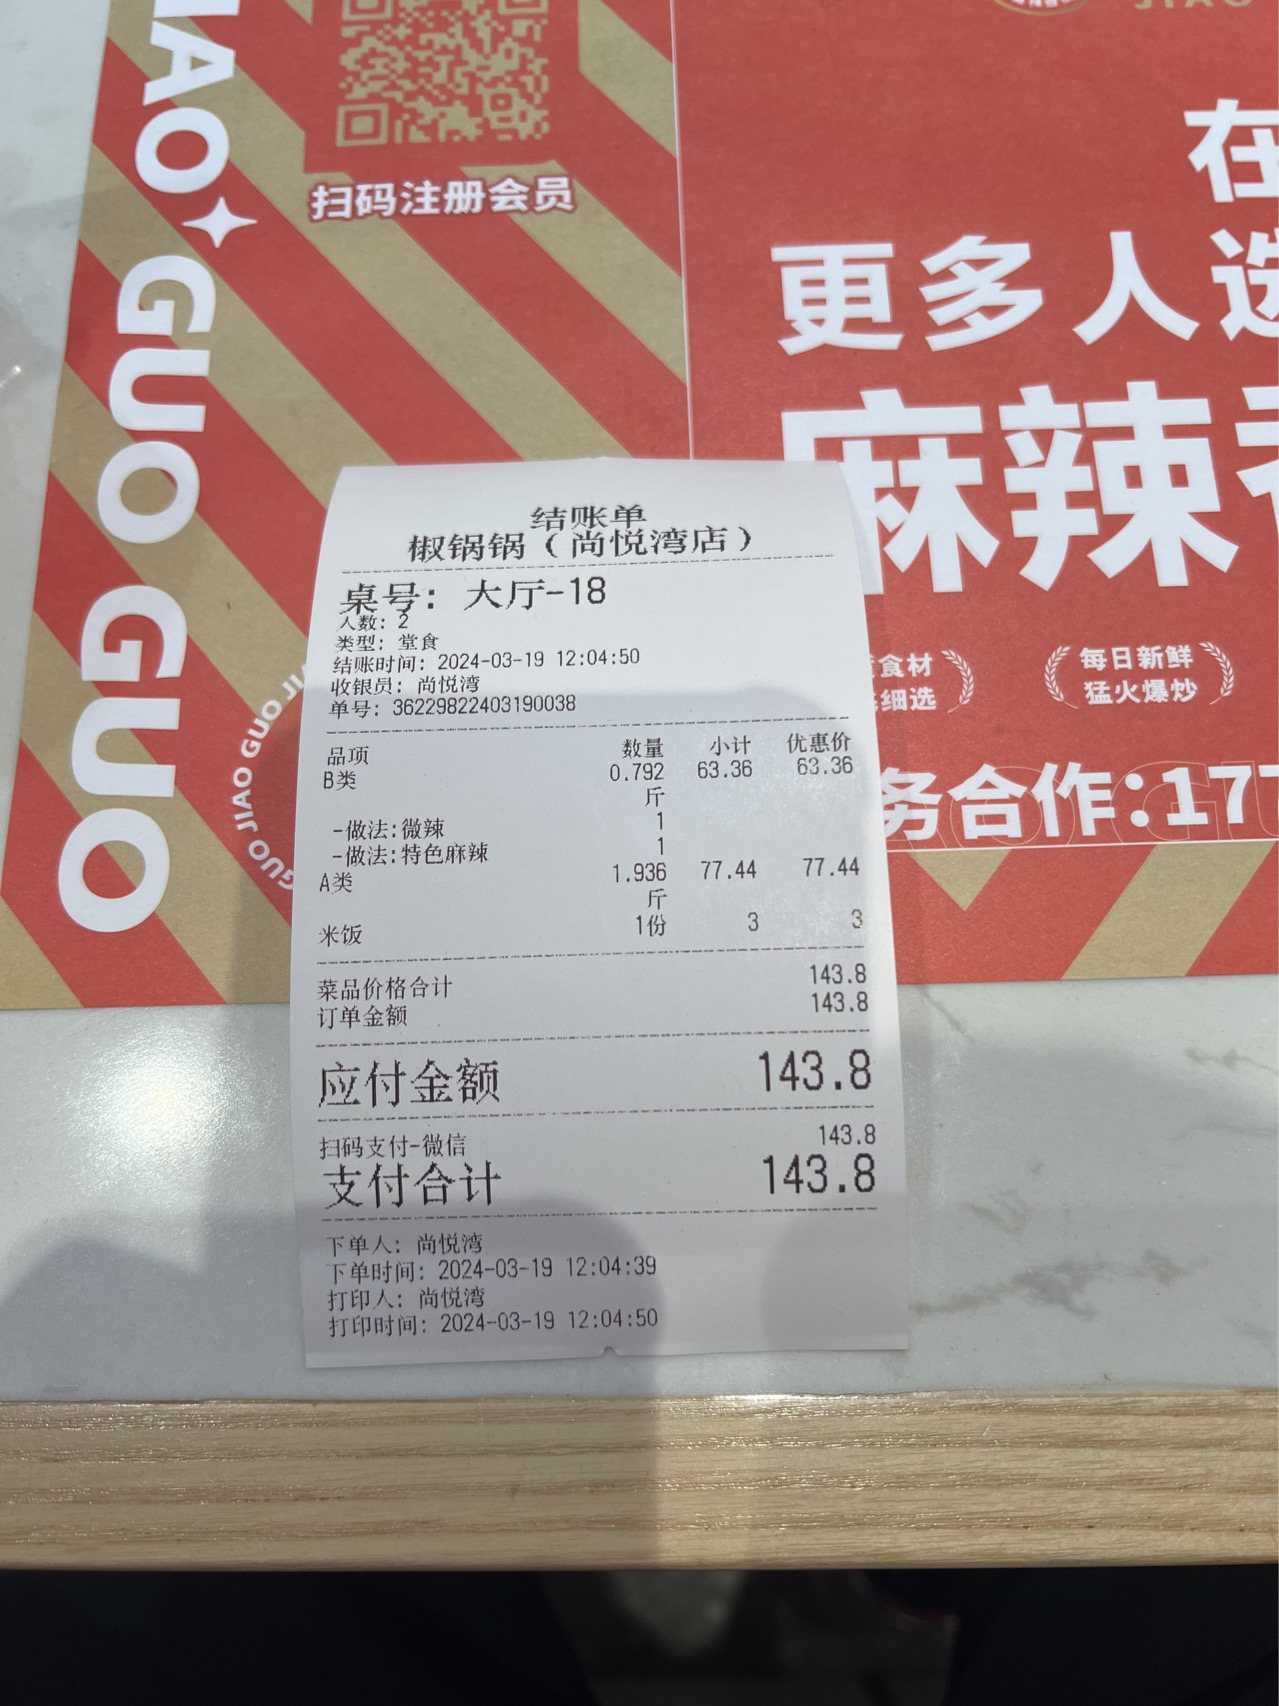 JIAO
IAO
GUO
GUO
扫码注册会员
在
更多人选
麻辣
食材
细选
每日新鲜
猛火爆炒
务合作:177
GUO JIAO GUO JI
结账单
椒锅锅（尚悦湾店）
桌号: 大厅-18
人数: 2
类型: 堂食
结账时间: 2024-03-19 12:04:50
收银员: 尚悦湾
单号: 36229822403190038
品项 数量 小计 优惠价
B类 0.792 63.36 63.36
斤
-做法:微辣 1
-做法:特色麻辣 1
A类 1.936 77.44 77.44
斤
米饭 1份 3 3
菜品价格合计 143.8
订单金额 143.8
应付金额 143.8
扫码支付-微信 143.8
支付合计 143.8
下单人: 尚悦湾
下单时间: 2024-03-19 12:04:39
打印人: 尚悦湾
打印时间: 2024-03-19 12:04:50